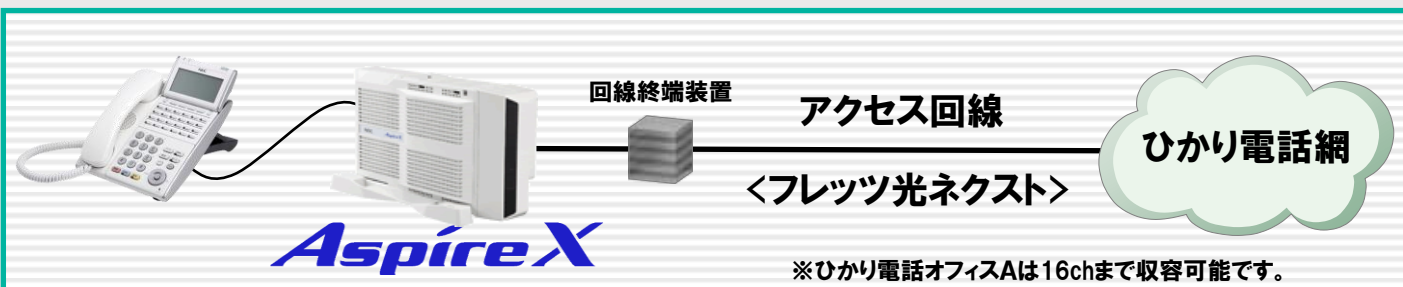 回線終端装置
アクセス回線
<フレッツ光ネクスト>
ひかり電話網
AspireX
※ひかり電話オフィスAは16chまで収容可能です。